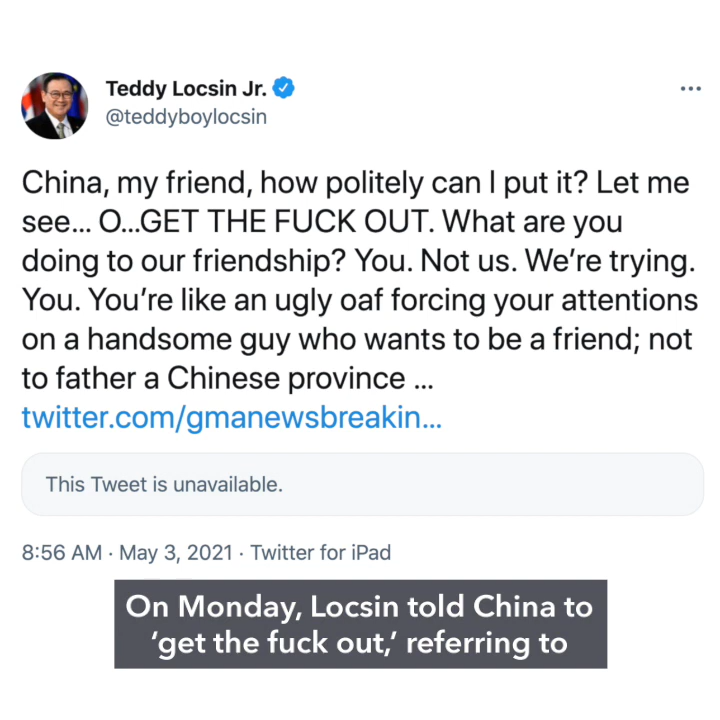 Teddy Locsin Jr.
@teddyboylocsin
China, my friend, how politely can I put it? Let me
see... O...GET THE FUCK OUT. What are you
doing to our friendship? You. Not us. We’re trying.
You. You’re like an ugly oaf forcing your attentions
on a handsome guy who wants to be a friend; not
to father a Chinese province ...
twitter.com/gmanewsbreakin...
This Tweet is unavailable.
8:56 AM · May 3, 2021 · Twitter for iPad
On Monday, Locsin told China to
‘get the fuck out,’ referring to